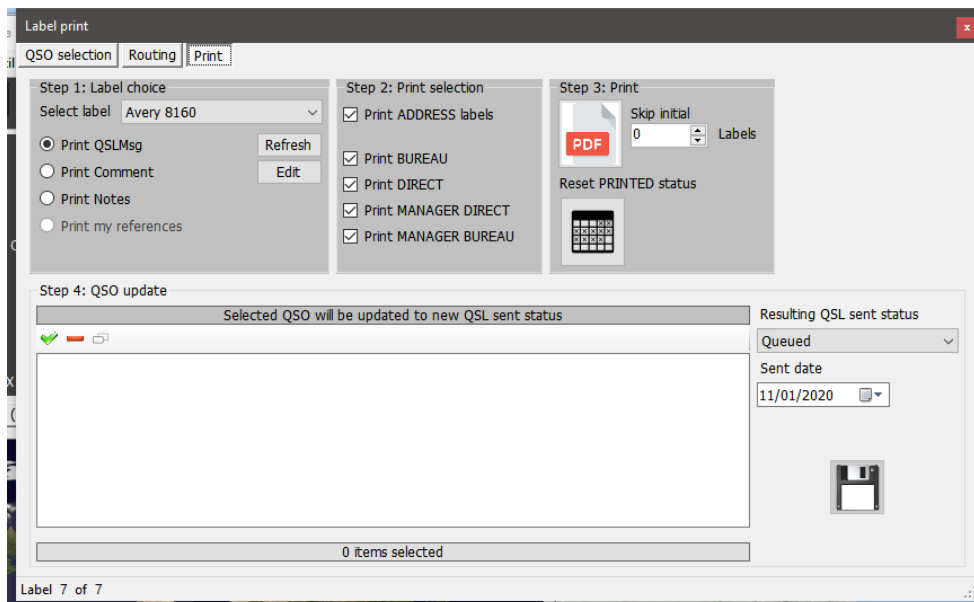 Label print
x
QSO selection Routing Print
Step 1: Label choice
Select label Avery 8160
Print QSLMsg Refresh
Print Comment Edit
Print Notes
Print my references
Step 2: Print selection
Print ADDRESS labels
Print BUREAU
Print DIRECT
Print MANAGER DIRECT
Print MANAGER BUREAU
Step 3: Print
Skip initial
PDF 0 Labels
Reset PRINTED status
Step 4: QSO update
Selected QSO will be updated to new QSL sent status
Resulting QSL sent status
Queued
Sent date
11/01/2020
0 items selected
Label 7 of 7